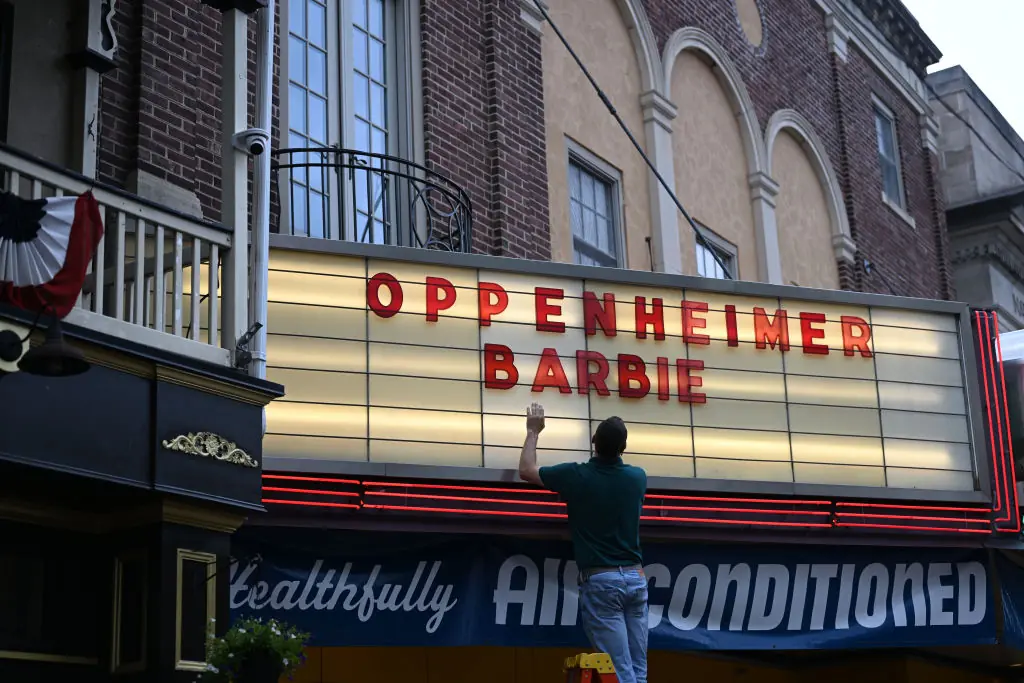 OPPENHEIMER
BARBIE
Healthfully AIR CONDITIONED